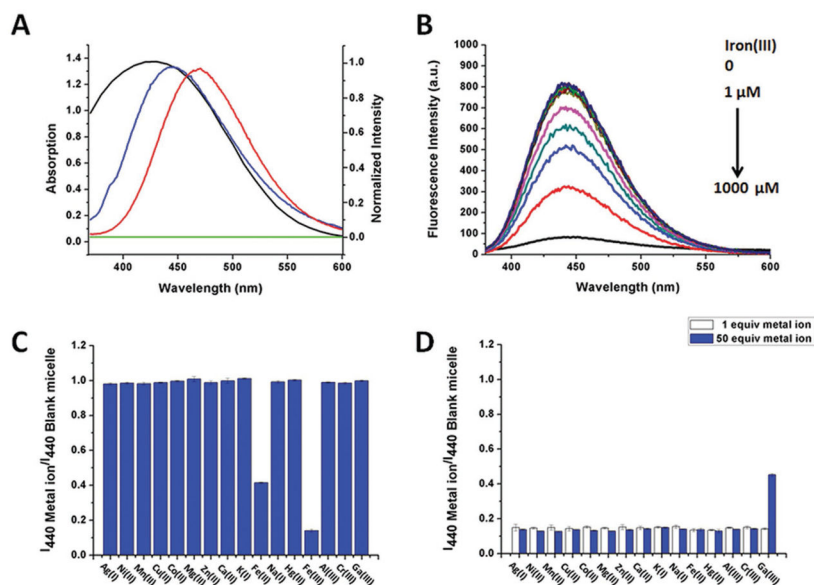 A
Absorption
1.4
1.2
1.0
0.8
0.6
0.4
0.2
0.0
1.0
0.8
0.6
0.4
0.2
0.0
Normalized Intensity
400 450 500 550 600
Wavelength (nm)
B
Fluorescence Intensity (a.u.)
1000
900
800
700
600
500
400
300
200
100
0
400 450 500 550 600
Wavelength (nm)
Iron(III)
0
1 µM
1000 µM
C
I440 Metal ion/I440 Blank micelle
1.2
1.0
0.8
0.6
0.4
0.2
0.0
Ag(I) Ni(II) Mn(II) Cu(II) Co(II) Mg(II) Zn(II) Ca(II) K(I) Fe(II) Na(I) Hg(II) Fe(III) Al(III) Cr(III) Ga(III)
D
1 equiv metal ion
50 equiv metal ion
I440 Metal ion/I440 Blank micelle
1.2
1.0
0.8
0.6
0.4
0.2
0.0
Ag(I) Ni(II) Mn(II) Cu(II) Co(II) Mg(II) Zn(II) Ca(II) K(I) Na(I) Fe(II) Hg(II) Al(III) Cr(III) Ga(III)